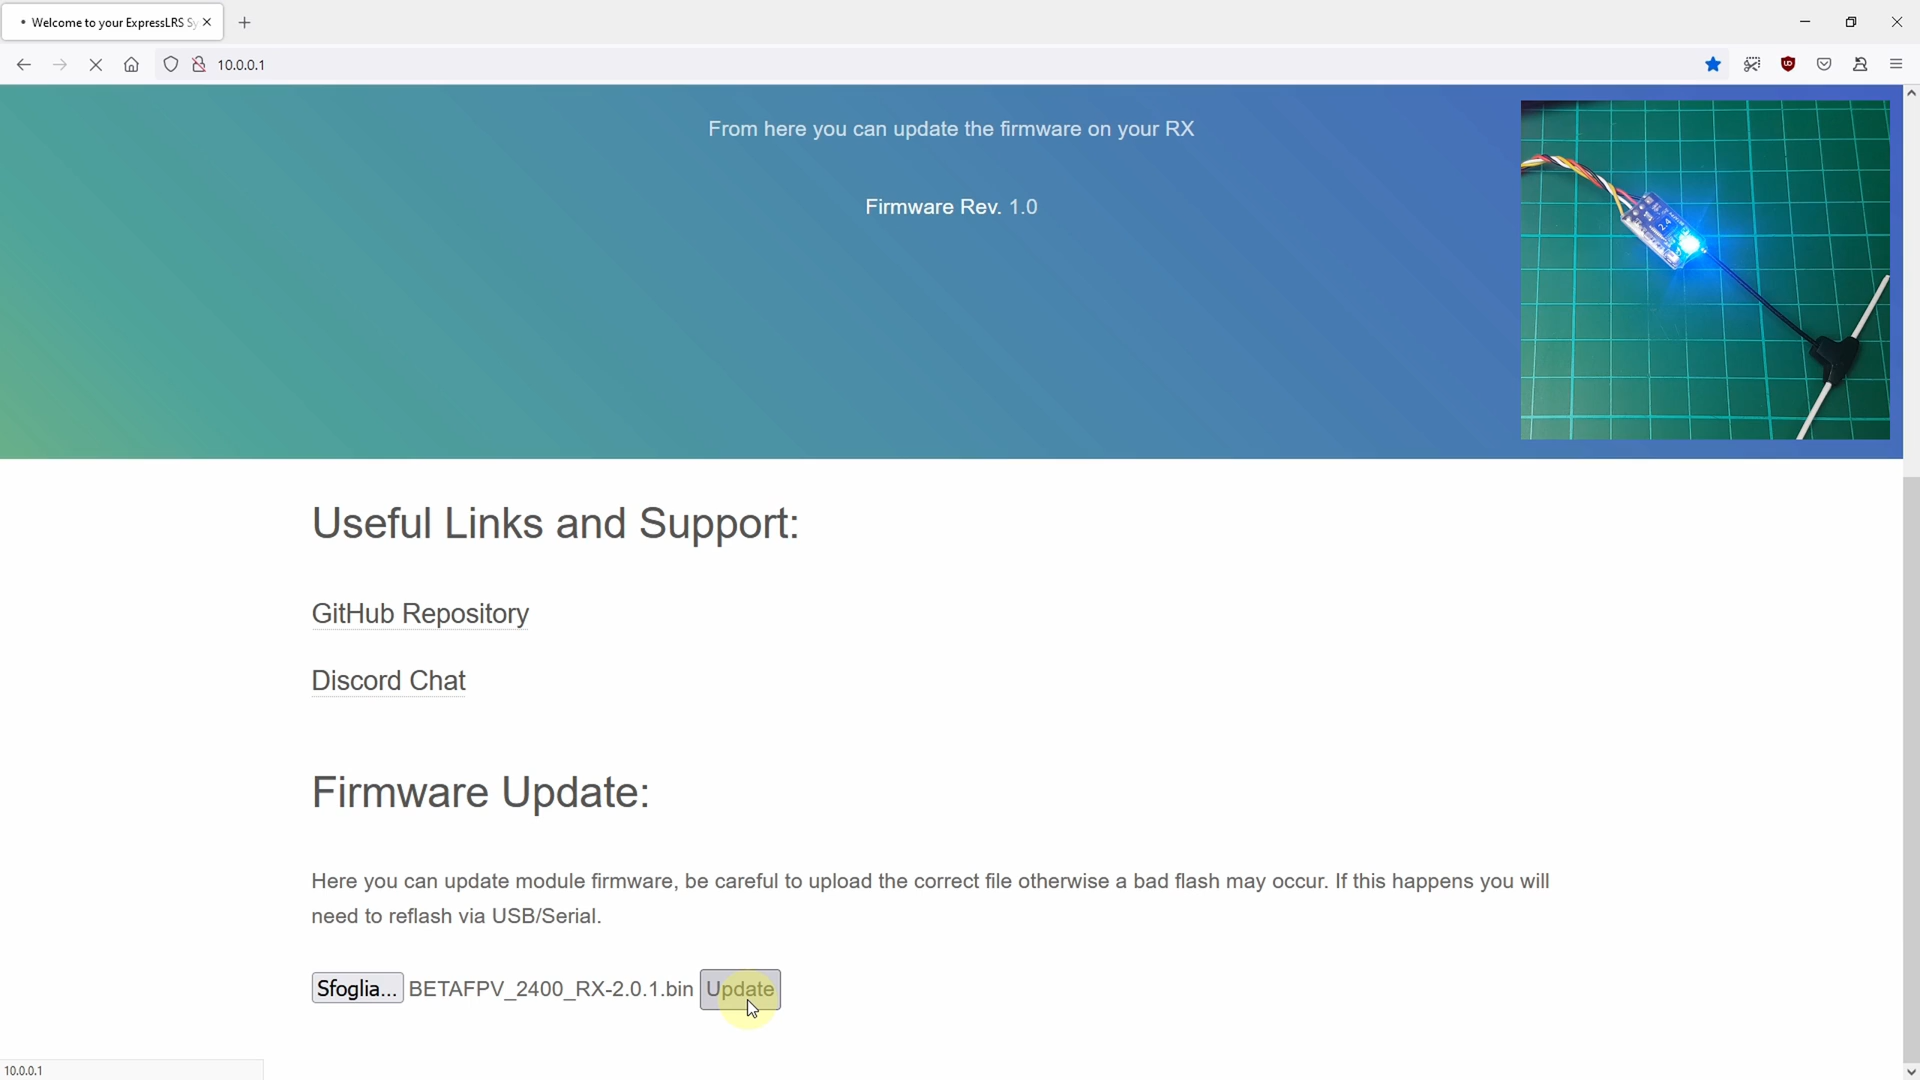 Welcome to your ExpressLRS Sy
10.0.0.1
From here you can update the firmware on your RX
Firmware Rev. 1.0
2.4
Useful Links and Support:
GitHub Repository
Discord Chat
Firmware Update:
Here you can update module firmware, be careful to upload the correct file otherwise a bad flash may occur. If this happens you will
need to reflash via USB/Serial.
Sfoglia... BETAFPV_2400_RX-2.0.1.bin Update
10.0.0.1